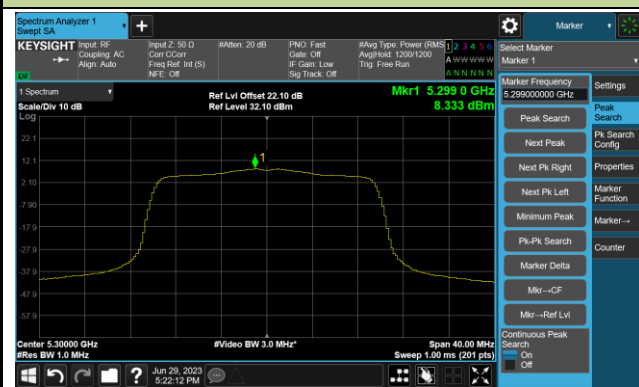 Spectrum Analyzer 1
Swept SA
Marker
KEYSIGHT
Input: RF
Coupling: AC
Align: Auto
Input Z: 50 Ω
Corr CCorr
Freq Ref: Int (S)
NFE: Off
#Atten: 20 dB
PNO: Fast
Gate: Off
IF Gain: Low
Sig Track: Off
#Avg Type: Power (RMS
Avg|Hold: 1200/1200
Trig: Free Run
1 2 3 4 5 6
A W W W W W
A N N N N N
LVI
1 Spectrum
Scale/Div 10 dB
Log
Ref Lvl Offset 22.10 dB
Ref Level 32.10 dBm
Mkr1 5.299 0 GHz
8.333 dBm
22.1
12.1
2.10
-7.90
-17.9
-27.9
-37.9
-47.9
-57.9
1
Center 5.30000 GHz
#Res BW 1.0 MHz
#Video BW 3.0 MHz*
Span 40.00 MHz
Sweep 1.00 ms (201 pts)
Jun 29, 2023
5:22:12 PM
Select Marker
Marker 1
Marker Frequency
5.299000000 GHz
Peak Search
Next Peak
Next Pk Right
Next Pk Left
Minimum Peak
Pk-Pk Search
Marker Delta
Mkr→CF
Mkr→Ref Lvl
Continuous Peak
Search
On
Off
Settings
Peak
Search
Pk Search
Config
Properties
Marker
Function
Marker→
Counter